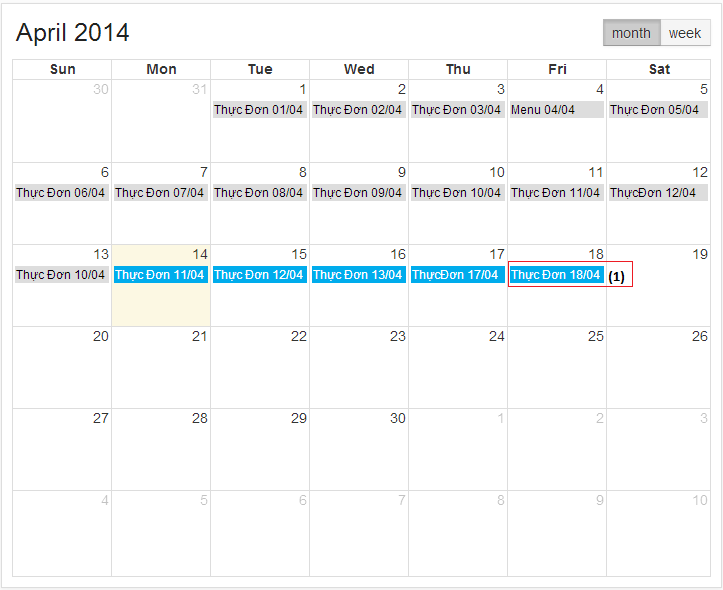 April 2014
month week
Sun Mon Tue Wed Thu Fri Sat
30 31 1 2 3 4 5
Thực Đơn 01/04 Thực Đơn 02/04 Thực Đơn 03/04 Menu 04/04 Thực Đơn 05/04
6 7 8 9 10 11 12
Thực Đơn 06/04 Thực Đơn 07/04 Thực Đơn 08/04 Thực Đơn 09/04 Thực Đơn 10/04 Thực Đơn 11/04 ThựcĐơn 12/04
13 14 15 16 17 18 19
Thực Đơn 10/04 Thực Đơn 11/04 Thực Đơn 12/04 Thực Đơn 13/04 ThựcĐơn 17/04 Thực Đơn 18/04 (1)
20 21 22 23 24 25 26
27 28 29 30 1 2 3
4 5 6 7 8 9 10